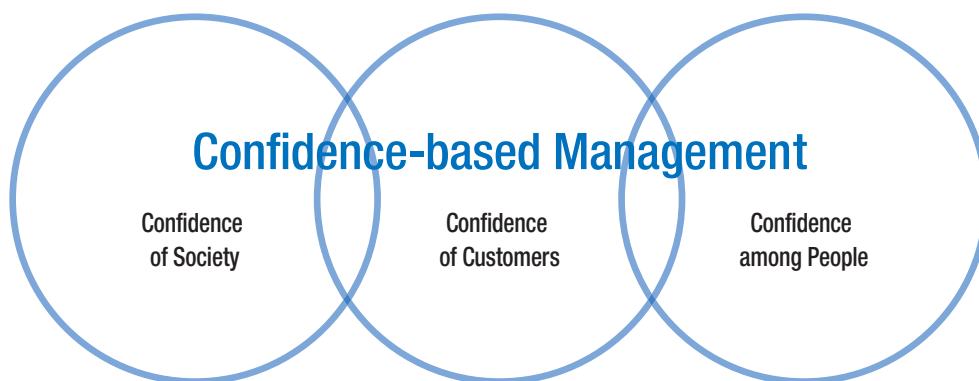 Confidence-based Management
Confidence
of Society
Confidence
of Customers
Confidence
among People